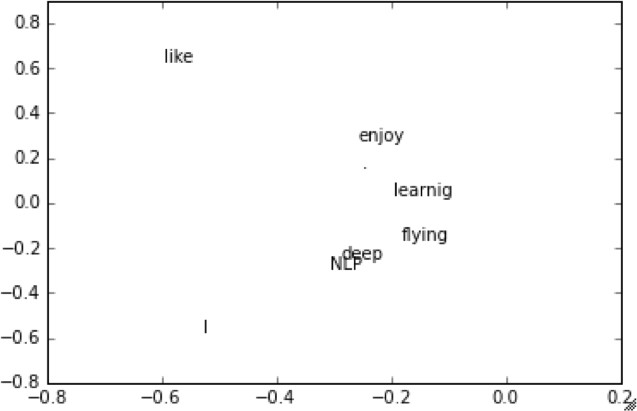 0.8
like
0.6
0.4
enjoy
0.2
.
learnig
0.0
flying
−0.2
deep
NLP
−0.4
I
−0.6
−0.8
−0.8 −0.6 −0.4 −0.2 0.0 0.2